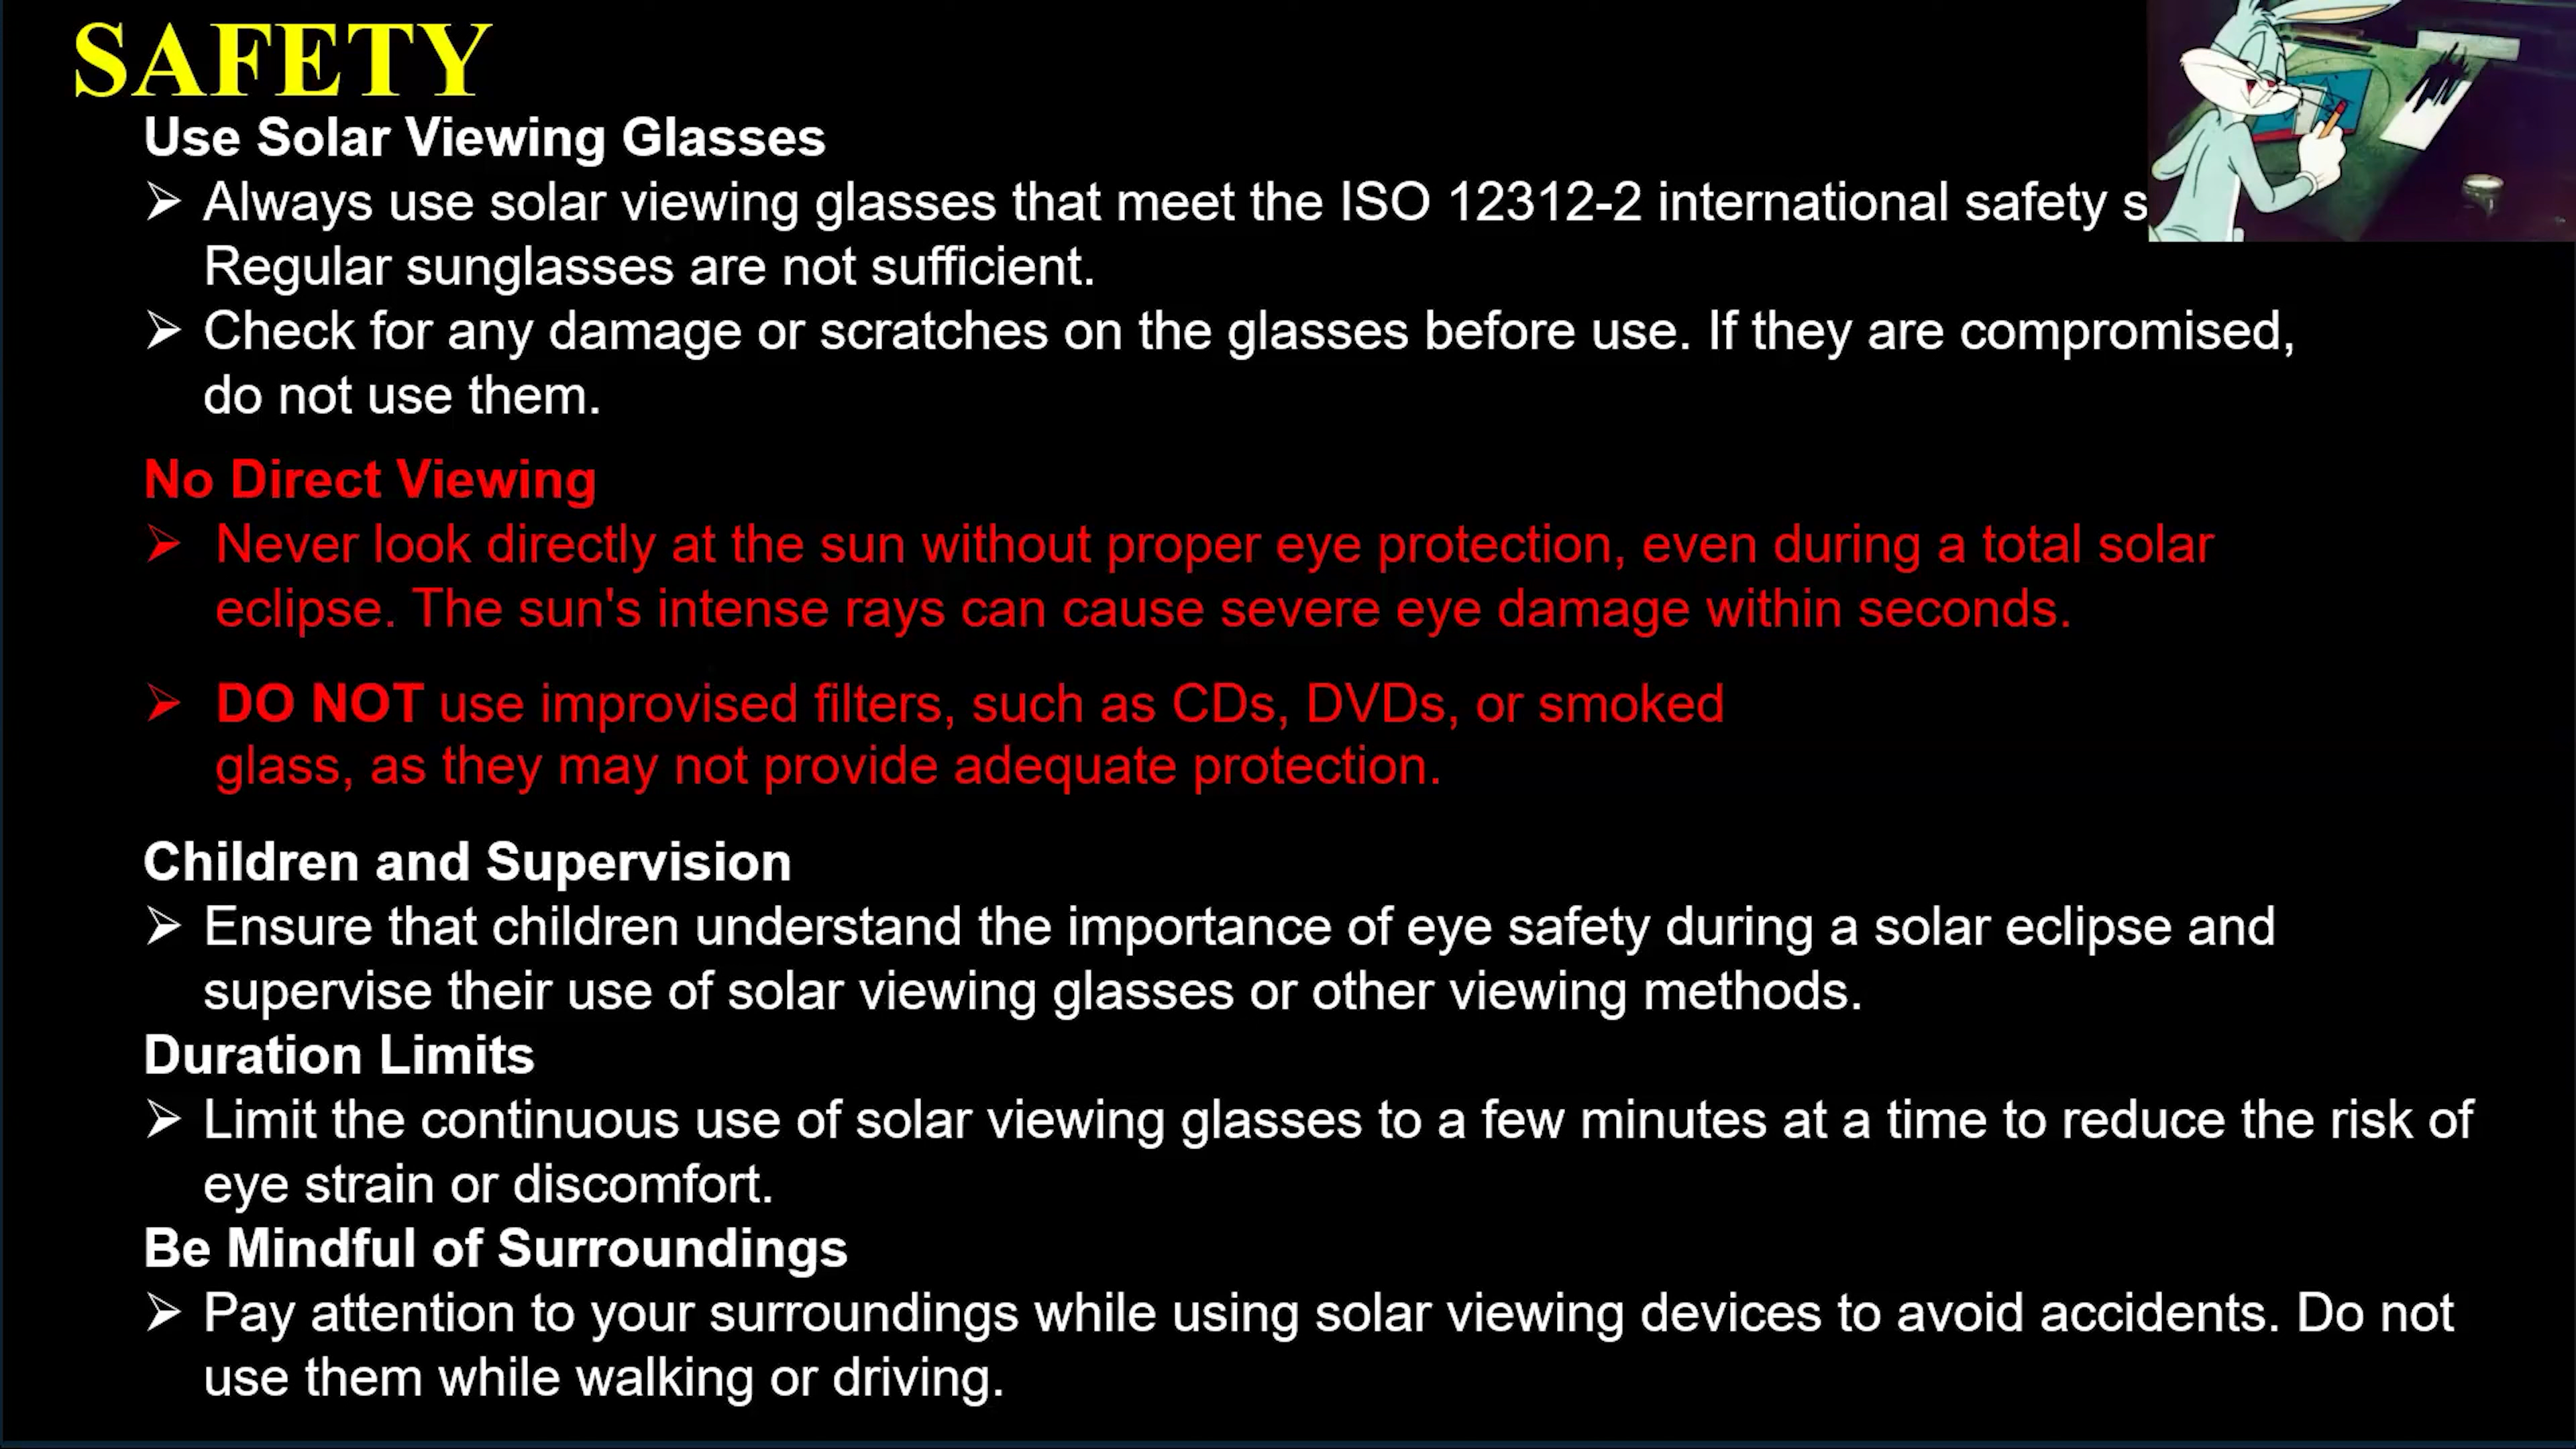 SAFETY
Use Solar Viewing Glasses
➢ Always use solar viewing glasses that meet the ISO 12312-2 international safety
Regular sunglasses are not sufficient.
➢ Check for any damage or scratches on the glasses before use. If they are compromised,
do not use them.
No Direct Viewing
➢ Never look directly at the sun without proper eye protection, even during a total solar
eclipse. The sun's intense rays can cause severe eye damage within seconds.
➢ DO NOT use improvised filters, such as CDs, DVDs, or smoked
glass, as they may not provide adequate protection.
Children and Supervision
➢ Ensure that children understand the importance of eye safety during a solar eclipse and
supervise their use of solar viewing glasses or other viewing methods.
Duration Limits
➢ Limit the continuous use of solar viewing glasses to a few minutes at a time to reduce the risk of
eye strain or discomfort.
Be Mindful of Surroundings
➢ Pay attention to your surroundings while using solar viewing devices to avoid accidents. Do not
use them while walking or driving.